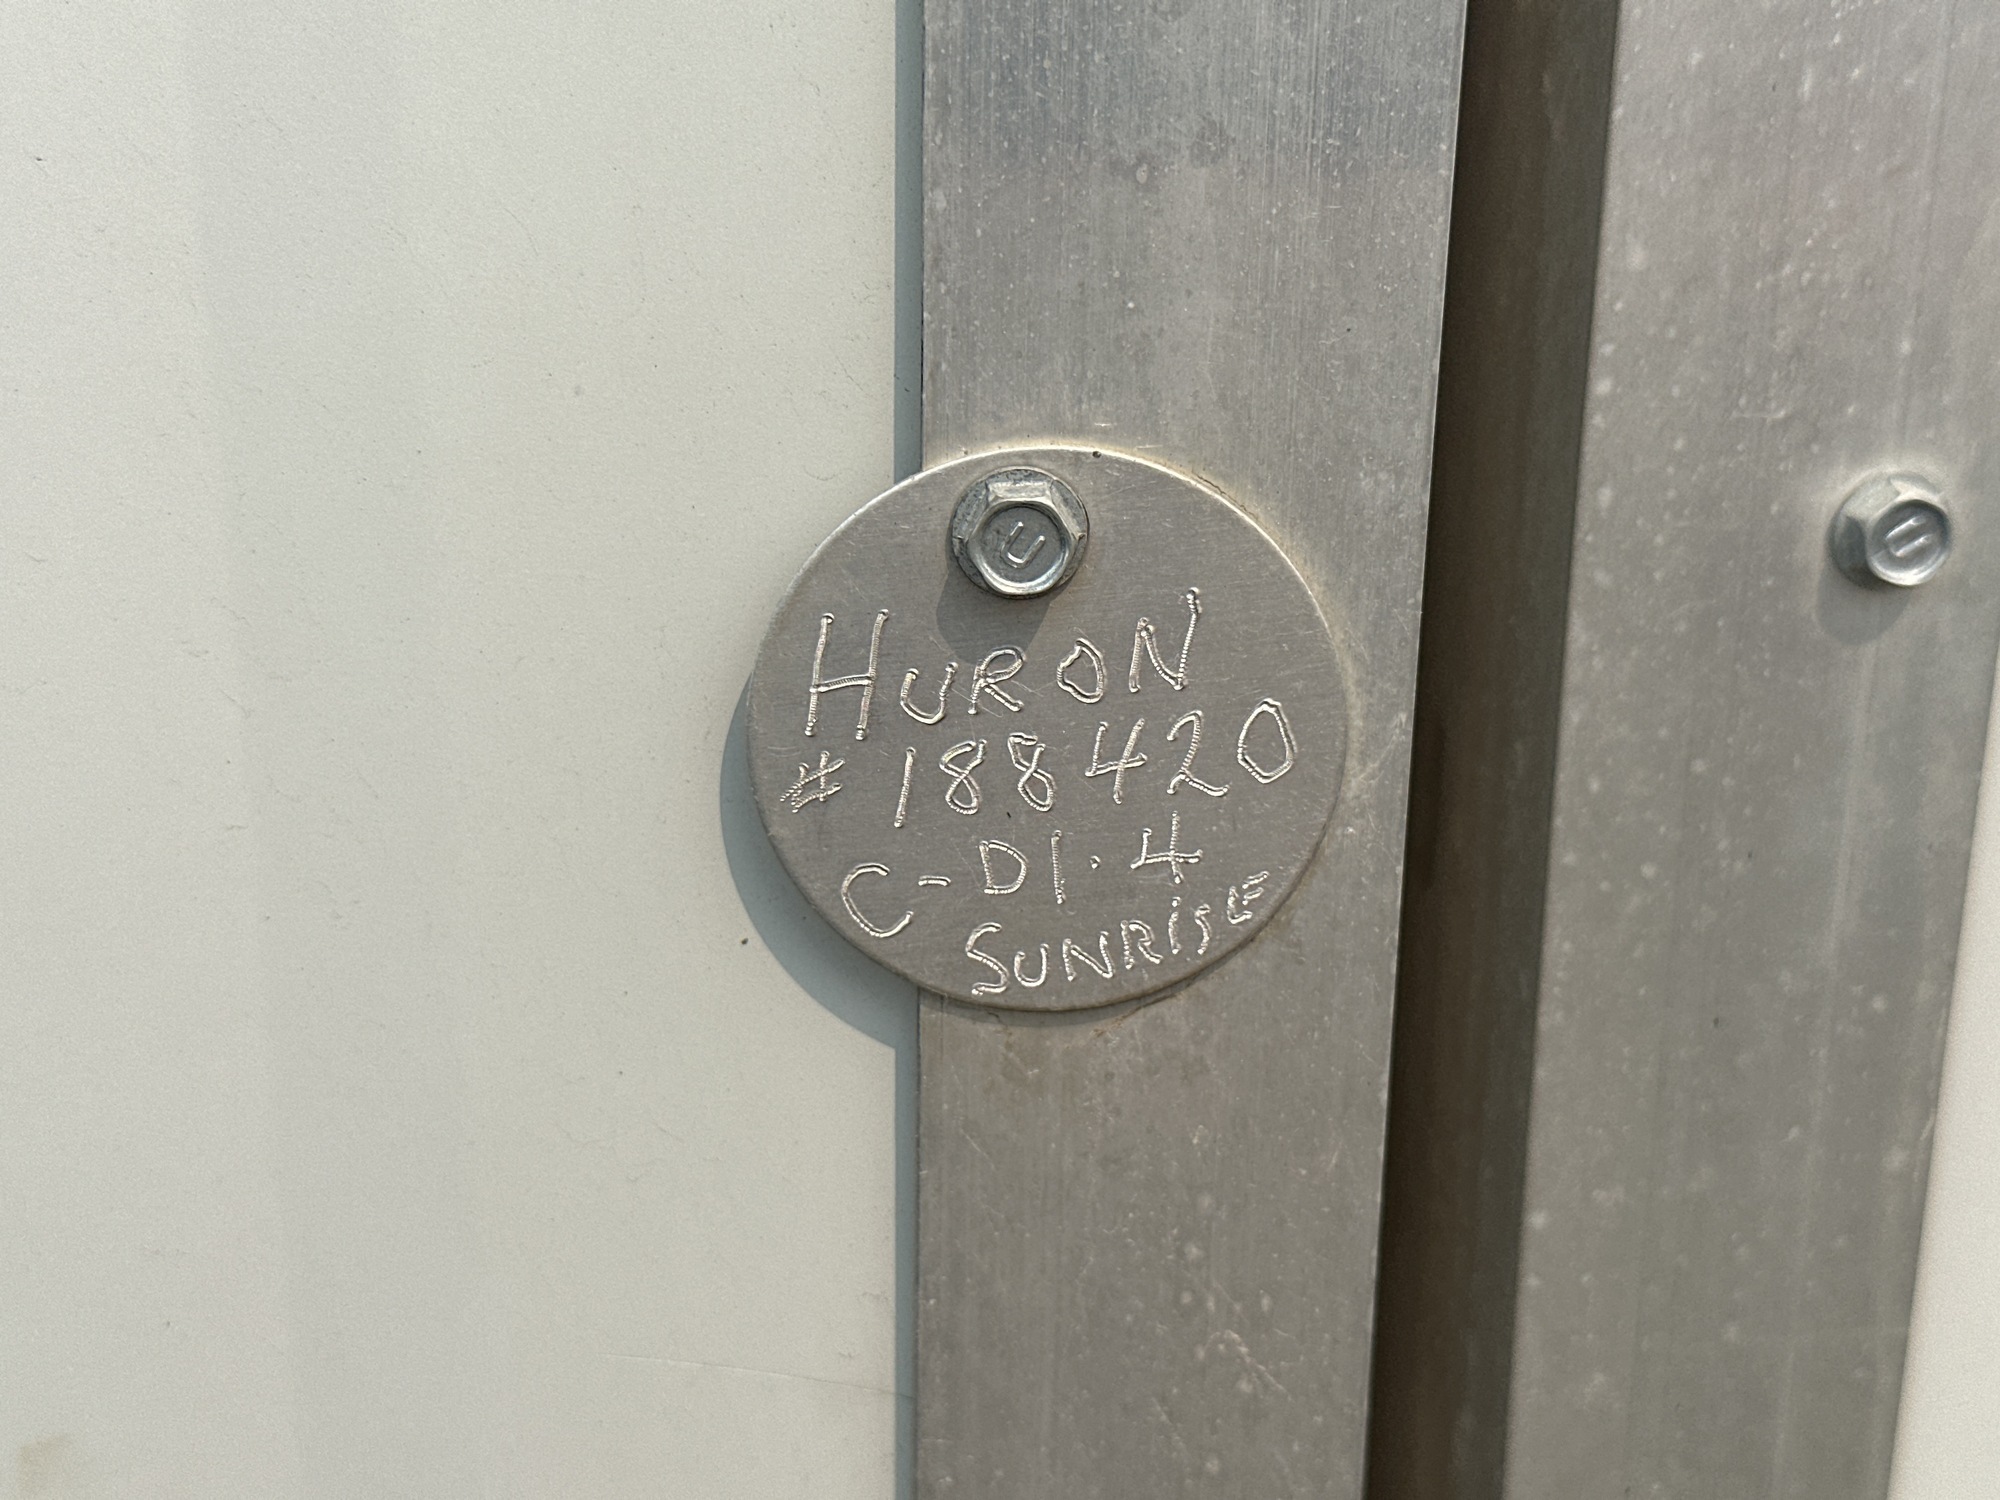 U
HURON
#188420
C-D1·4
SUNRISE